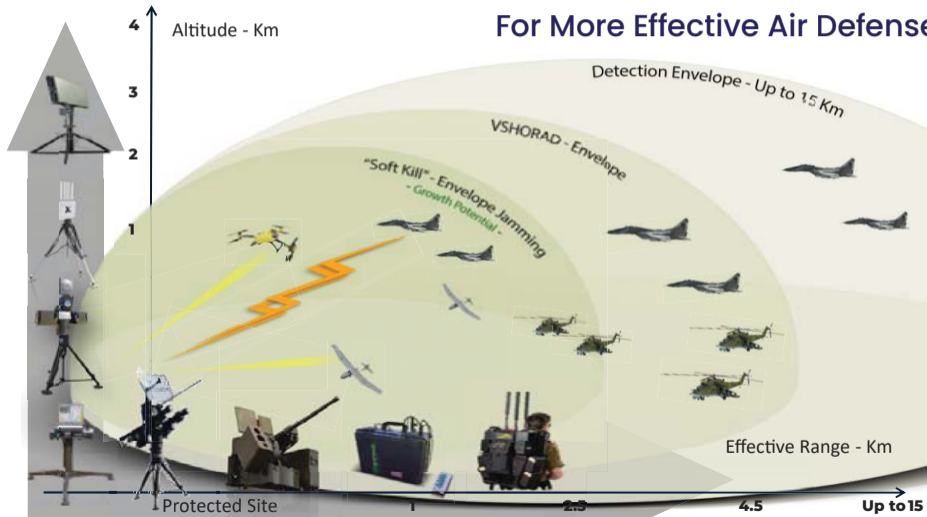 For More Effective Air Defense
4
Altitude - Km
3
2
1
Detection Envelope - Up to 15 Km
VSHORAD - Envelope
"Soft Kill" - Envelope Jamming
- Growth Potential -
Effective Range - Km
Protected Site
1
2.5
4.5
Up to 15